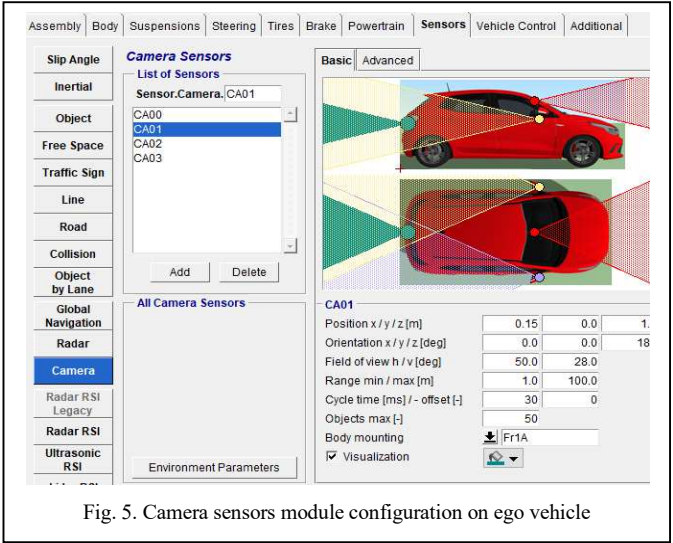 Assembly Body Suspensions Steering Tires Brake Powertrain Sensors Vehicle Control Additional
Slip Angle
Inertial
Object
Free Space
Traffic Sign
Line
Road
Collision
Object
by Lane
Global
Navigation
Radar
Camera
Radar RSI
Legacy
Radar RSI
Ultrasonic
RSI
Camera Sensors
List of Sensors
Sensor.Camera. CA01
CA00
CA01
CA02
CA03
Add Delete
All Camera Sensors
Environment Parameters
Basic Advanced
CA01
Position x / y / z [m] 0.15 0.0 1.
Orientation x / y / z [deg] 0.0 0.0 18
Field of view h / v [deg] 50.0 28.0
Range min / max [m] 1.0 100.0
Cycle time [ms] / - offset [-] 30 0
Objects max [-] 50
Body mounting Fr1A
Visualization
Fig. 5. Camera sensors module configuration on ego vehicle